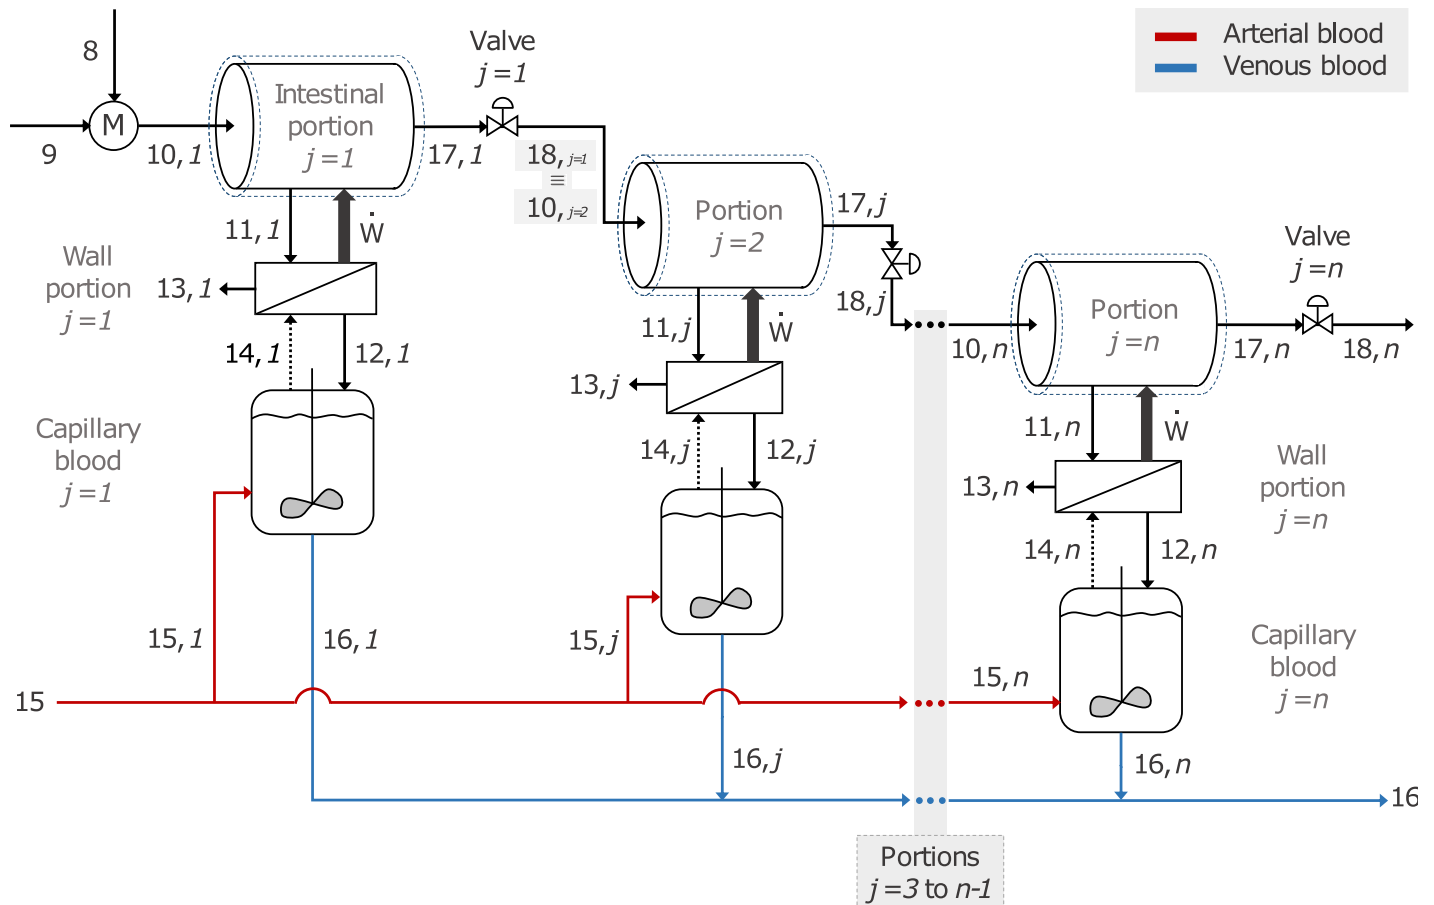 Arterial blood
Venous blood
8
M
9
10, 1
Intestinal
portion
j=1
17, 1
Valve
j=1
18, j=1
≡
10, j=2
11, 1
Ẇ
Wall
portion
j=1
13, 1
14, 1
12, 1
Capillary
blood
j=1
15, 1
16, 1
15
Portion
j=2
17, j
18, j
11, j
Ẇ
13, j
14, j
12, j
15, j
16, j
10, n
Portion
j=n
Valve
j=n
17, n
18, n
11, n
Ẇ
13, n
Wall
portion
j=n
14, n
12, n
15, n
Capillary
blood
j=n
16, n
16
Portions
j=3 to n-1